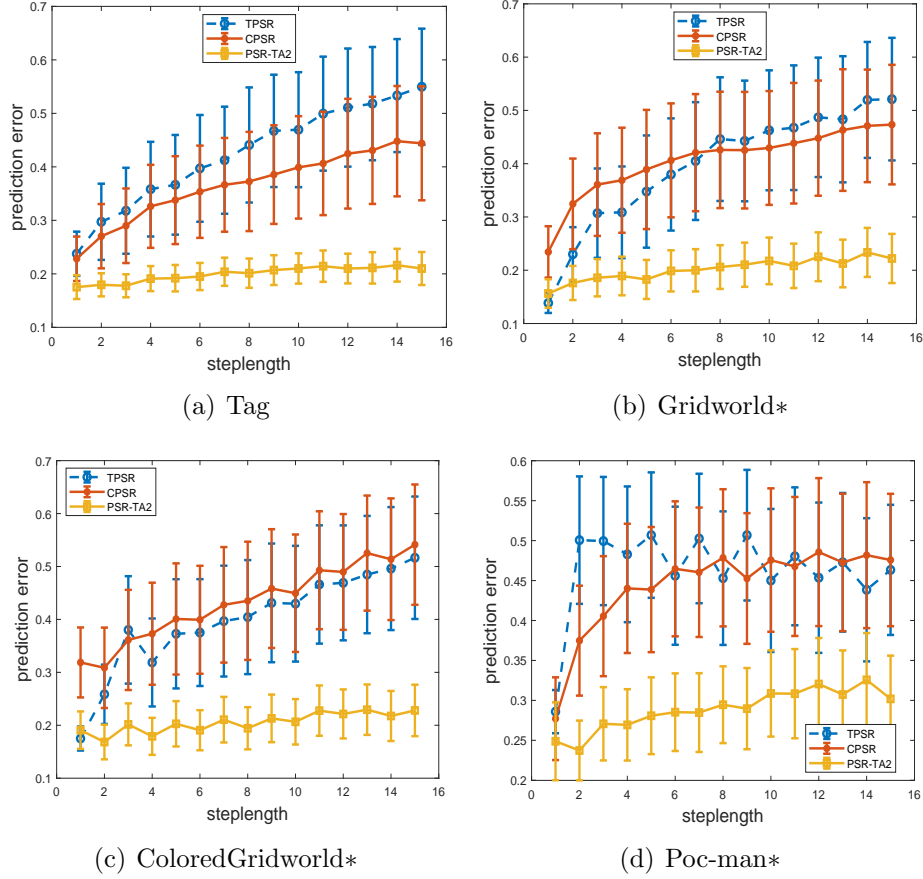 TPSR
CPSR
PSR-TA2
prediction error
0.7
0.6
0.5
0.4
0.3
0.2
0.1
0 2 4 6 8 10 12 14 16
steplength
(a) Tag
TPSR
CPSR
PSR-TA2
prediction error
0.7
0.6
0.5
0.4
0.3
0.2
0.1
0 2 4 6 8 10 12 14 16
steplength
(b) Gridworld*
TPSR
CPSR
PSR-TA2
prediction error
0.7
0.6
0.5
0.4
0.3
0.2
0.1
0 2 4 6 8 10 12 14 16
steplength
(c) ColoredGridworld*
prediction error
0.6
0.55
0.5
0.45
0.4
0.35
0.3
0.25
0.2
TPSR
CPSR
PSR-TA2
0 2 4 6 8 10 12 14 16
steplength
(d) Poc-man*